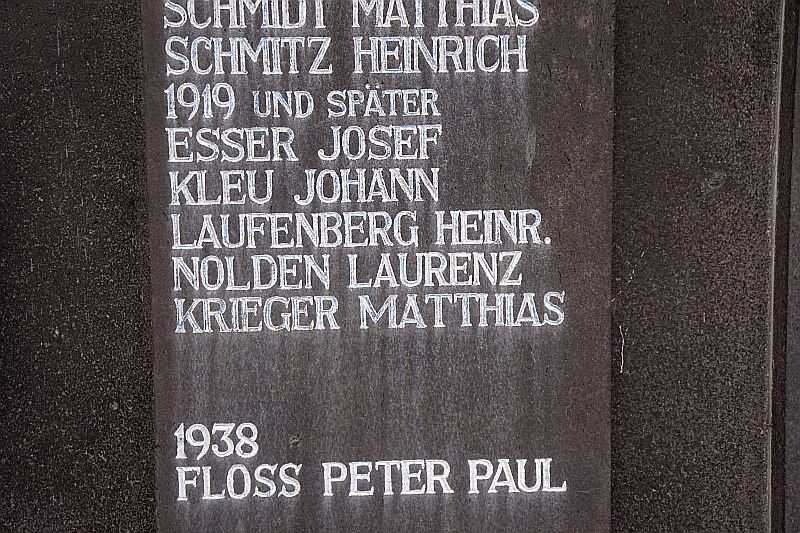 SCHMIDT MATTHIAS
SCHMITZ HEINRICH
1919 UND SPÄTER
ESSER JOSEF
KLEU JOHANN
LAUFENBERG HEINR.
NOLDEN LAURENZ
KRIEGER MATTHIAS
1938
FLOSS PETER PAUL